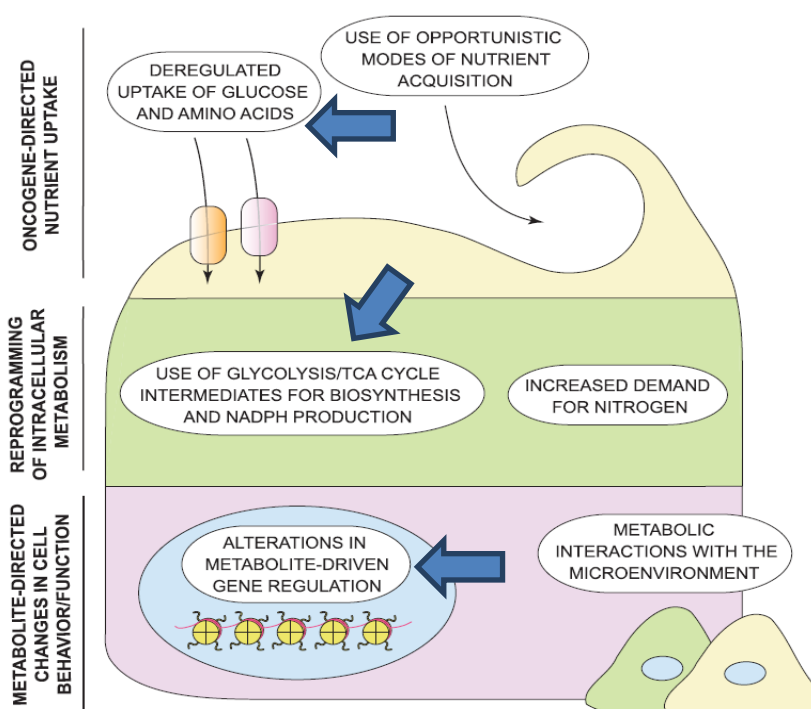 ONCOGENE-DIRECTED
NUTRIENT UPTAKE
DEREGULATED
UPTAKE OF GLUCOSE
AND AMINO ACIDS
USE OF OPPORTUNISTIC
MODES OF NUTRIENT
ACQUISITION
REPROGRAMMING
OF INTRACELLULAR
METABOLISM
USE OF GLYCOLYSIS/TCA CYCLE
INTERMEDIATES FOR BIOSYNTHESIS
AND NADPH PRODUCTION
INCREASED DEMAND
FOR NITROGEN
METABOLITE-DIRECTED
CHANGES IN CELL
BEHAVIOR/FUNCTION
ALTERATIONS IN
METABOLITE-DRIVEN
GENE REGULATION
METABOLIC
INTERACTIONS WITH THE
MICROENVIRONMENT